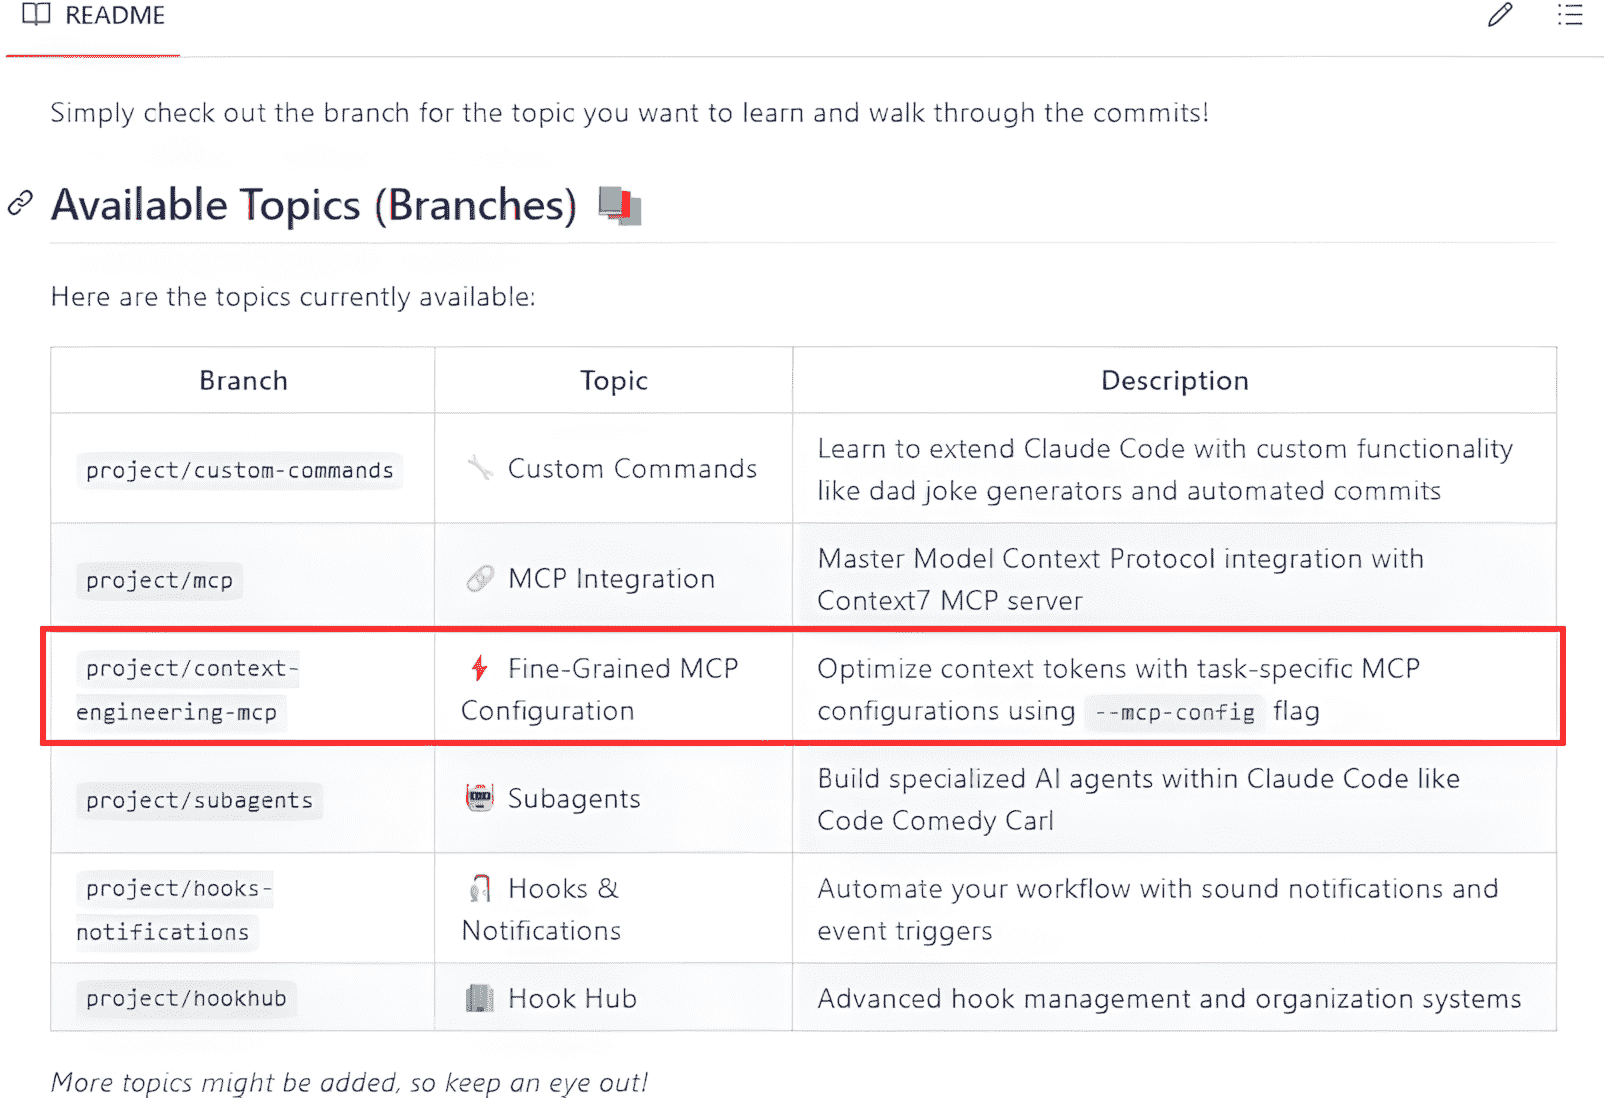 README
Simply check out the branch for the topic you want to learn and walk through the commits!
Available Topics (Branches)
Here are the topics currently available:
Branch Topic Description
project/custom-commands Custom Commands Learn to extend Claude Code with custom functionality
like dad joke generators and automated commits
project/mcp MCP Integration Master Model Context Protocol integration with
Context7 MCP server
project/context- Fine-Grained MCP Optimize context tokens with task-specific MCP
engineering-mcp Configuration configurations using --mcp-config flag
project/subagents Subagents Build specialized AI agents within Claude Code like
Code Comedy Carl
project/hooks- Hooks & Automate your workflow with sound notifications and
notifications Notifications event triggers
project/hookhub Hook Hub Advanced hook management and organization systems
More topics might be added, so keep an eye out!